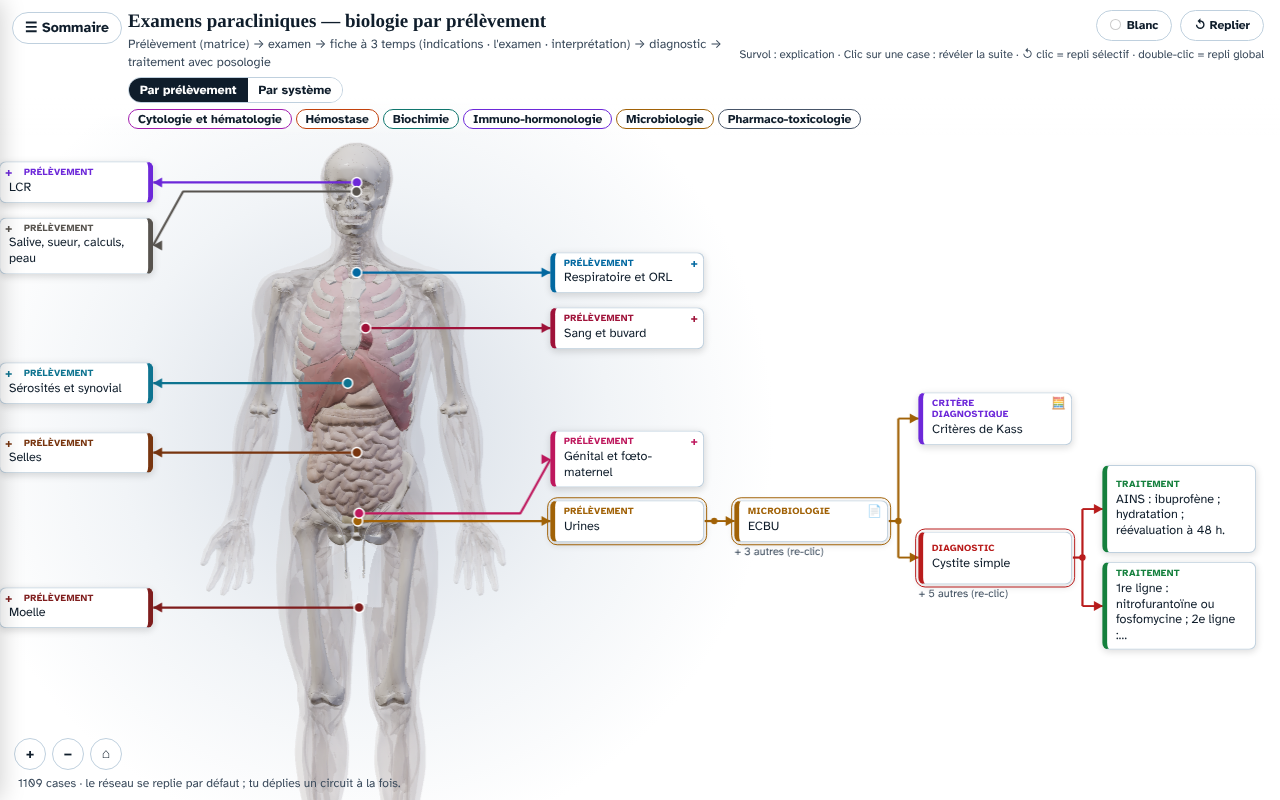 ☰ Sommaire
Examens paracliniques — biologie par prélèvement
Prélèvement (matrice) → examen → fiche à 3 temps (indications · l'examen · interprétation) → diagnostic →
traitement avec posologie
Blanc
↺ Replier
Survol : explication · Clic sur une case : révéler la suite · ↺ clic = repli sélectif · double-clic = repli global
Par prélèvement
Par système
Cytologie et hématologie
Hémostase
Biochimie
Immuno-hormonologie
Microbiologie
Pharmaco-toxicologie
+ PRÉLÈVEMENT
LCR
+ PRÉLÈVEMENT
Salive, sueur, calculs,
peau
PRÉLÈVEMENT +
Respiratoire et ORL
PRÉLÈVEMENT +
Sang et buvard
+ PRÉLÈVEMENT
Sérosités et synovial
+ PRÉLÈVEMENT
Selles
PRÉLÈVEMENT +
Génital et fœto-
maternel
PRÉLÈVEMENT
Urines
MICROBIOLOGIE
ECBU
+ 3 autres (re-clic)
CRITÈRE
DIAGNOSTIQUE
Critères de Kass
DIAGNOSTIC
Cystite simple
+ 5 autres (re-clic)
TRAITEMENT
AINS : ibuprofène ;
hydratation ;
réévaluation à 48 h.
TRAITEMENT
1re ligne :
nitrofurantoïne ou
fosfomycine ; 2e ligne
:...
+ PRÉLÈVEMENT
Moelle
+
−
⌂
1109 cases · le réseau se replie par défaut ; tu déplies un circuit à la fois.